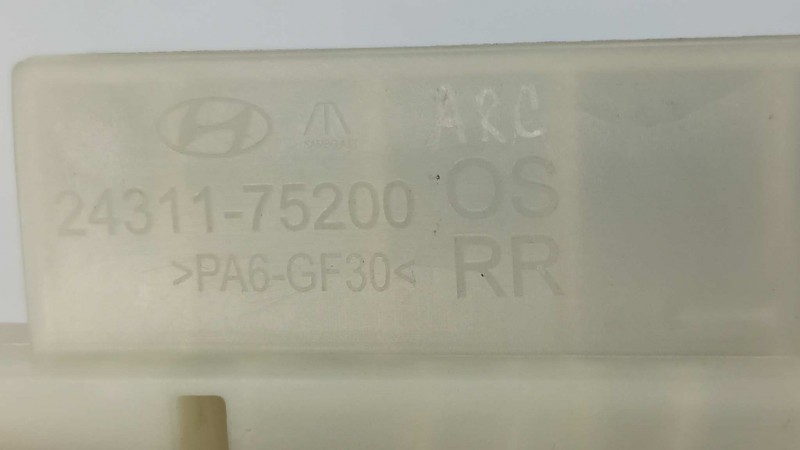 ARC
24311-75200 OS
>PA6-GF30< RR